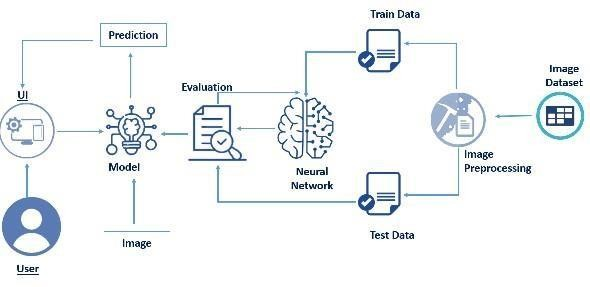 Train Data
Prediction
Image
Dataset
UI
Evaluation
Model
Neural
Network
Image
Preprocessing
Image
Test Data
User